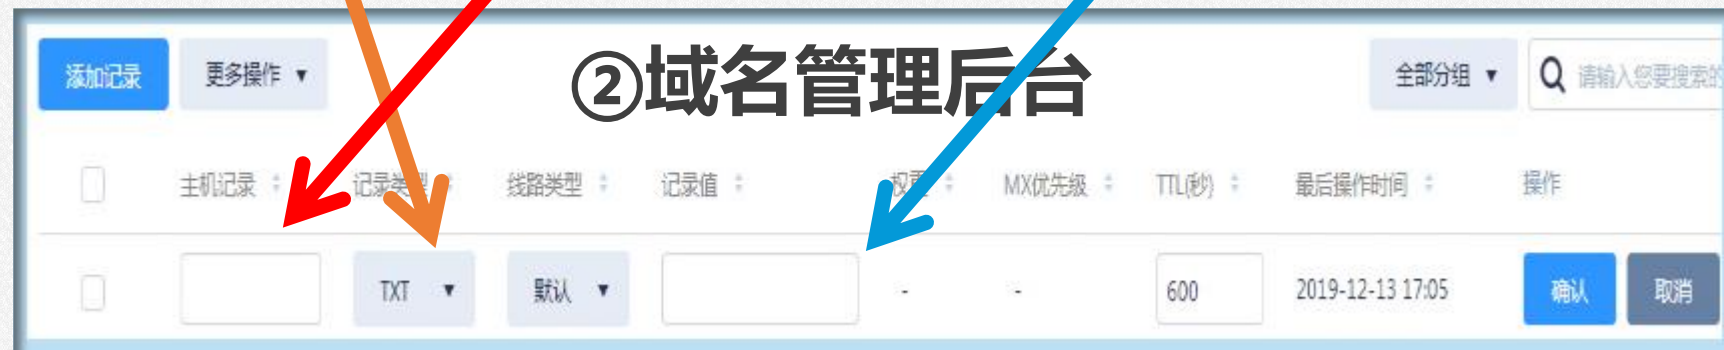 添加记录 更多操作 ②域名管理后台 全部分组 请输入您要搜索的
主机记录 记录类型 线路类型 记录值 权重 MX优先级 TTL(秒) 最后操作时间 操作
TXT 默认 - - 600 2019-12-13 17:05 确认 取消